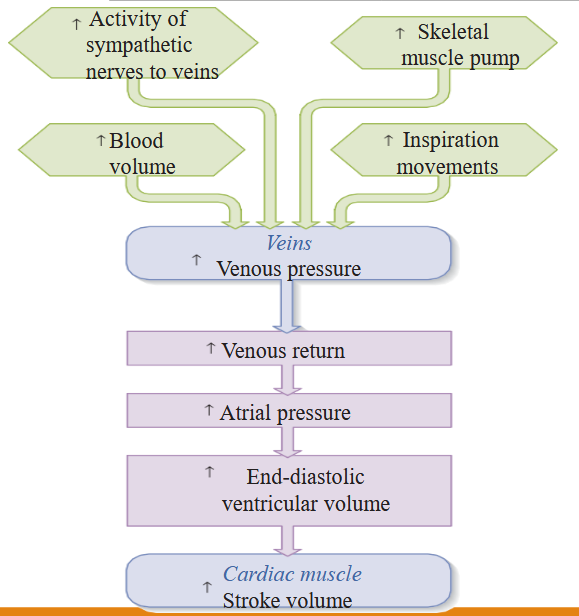 ↑ Activity of
sympathetic
nerves to veins
↑ Skeletal
muscle pump
↑ Blood
volume
↑ Inspiration
movements
Veins
↑ Venous pressure
↑ Venous return
↑ Atrial pressure
↑ End-diastolic
ventricular volume
Cardiac muscle
↑ Stroke volume